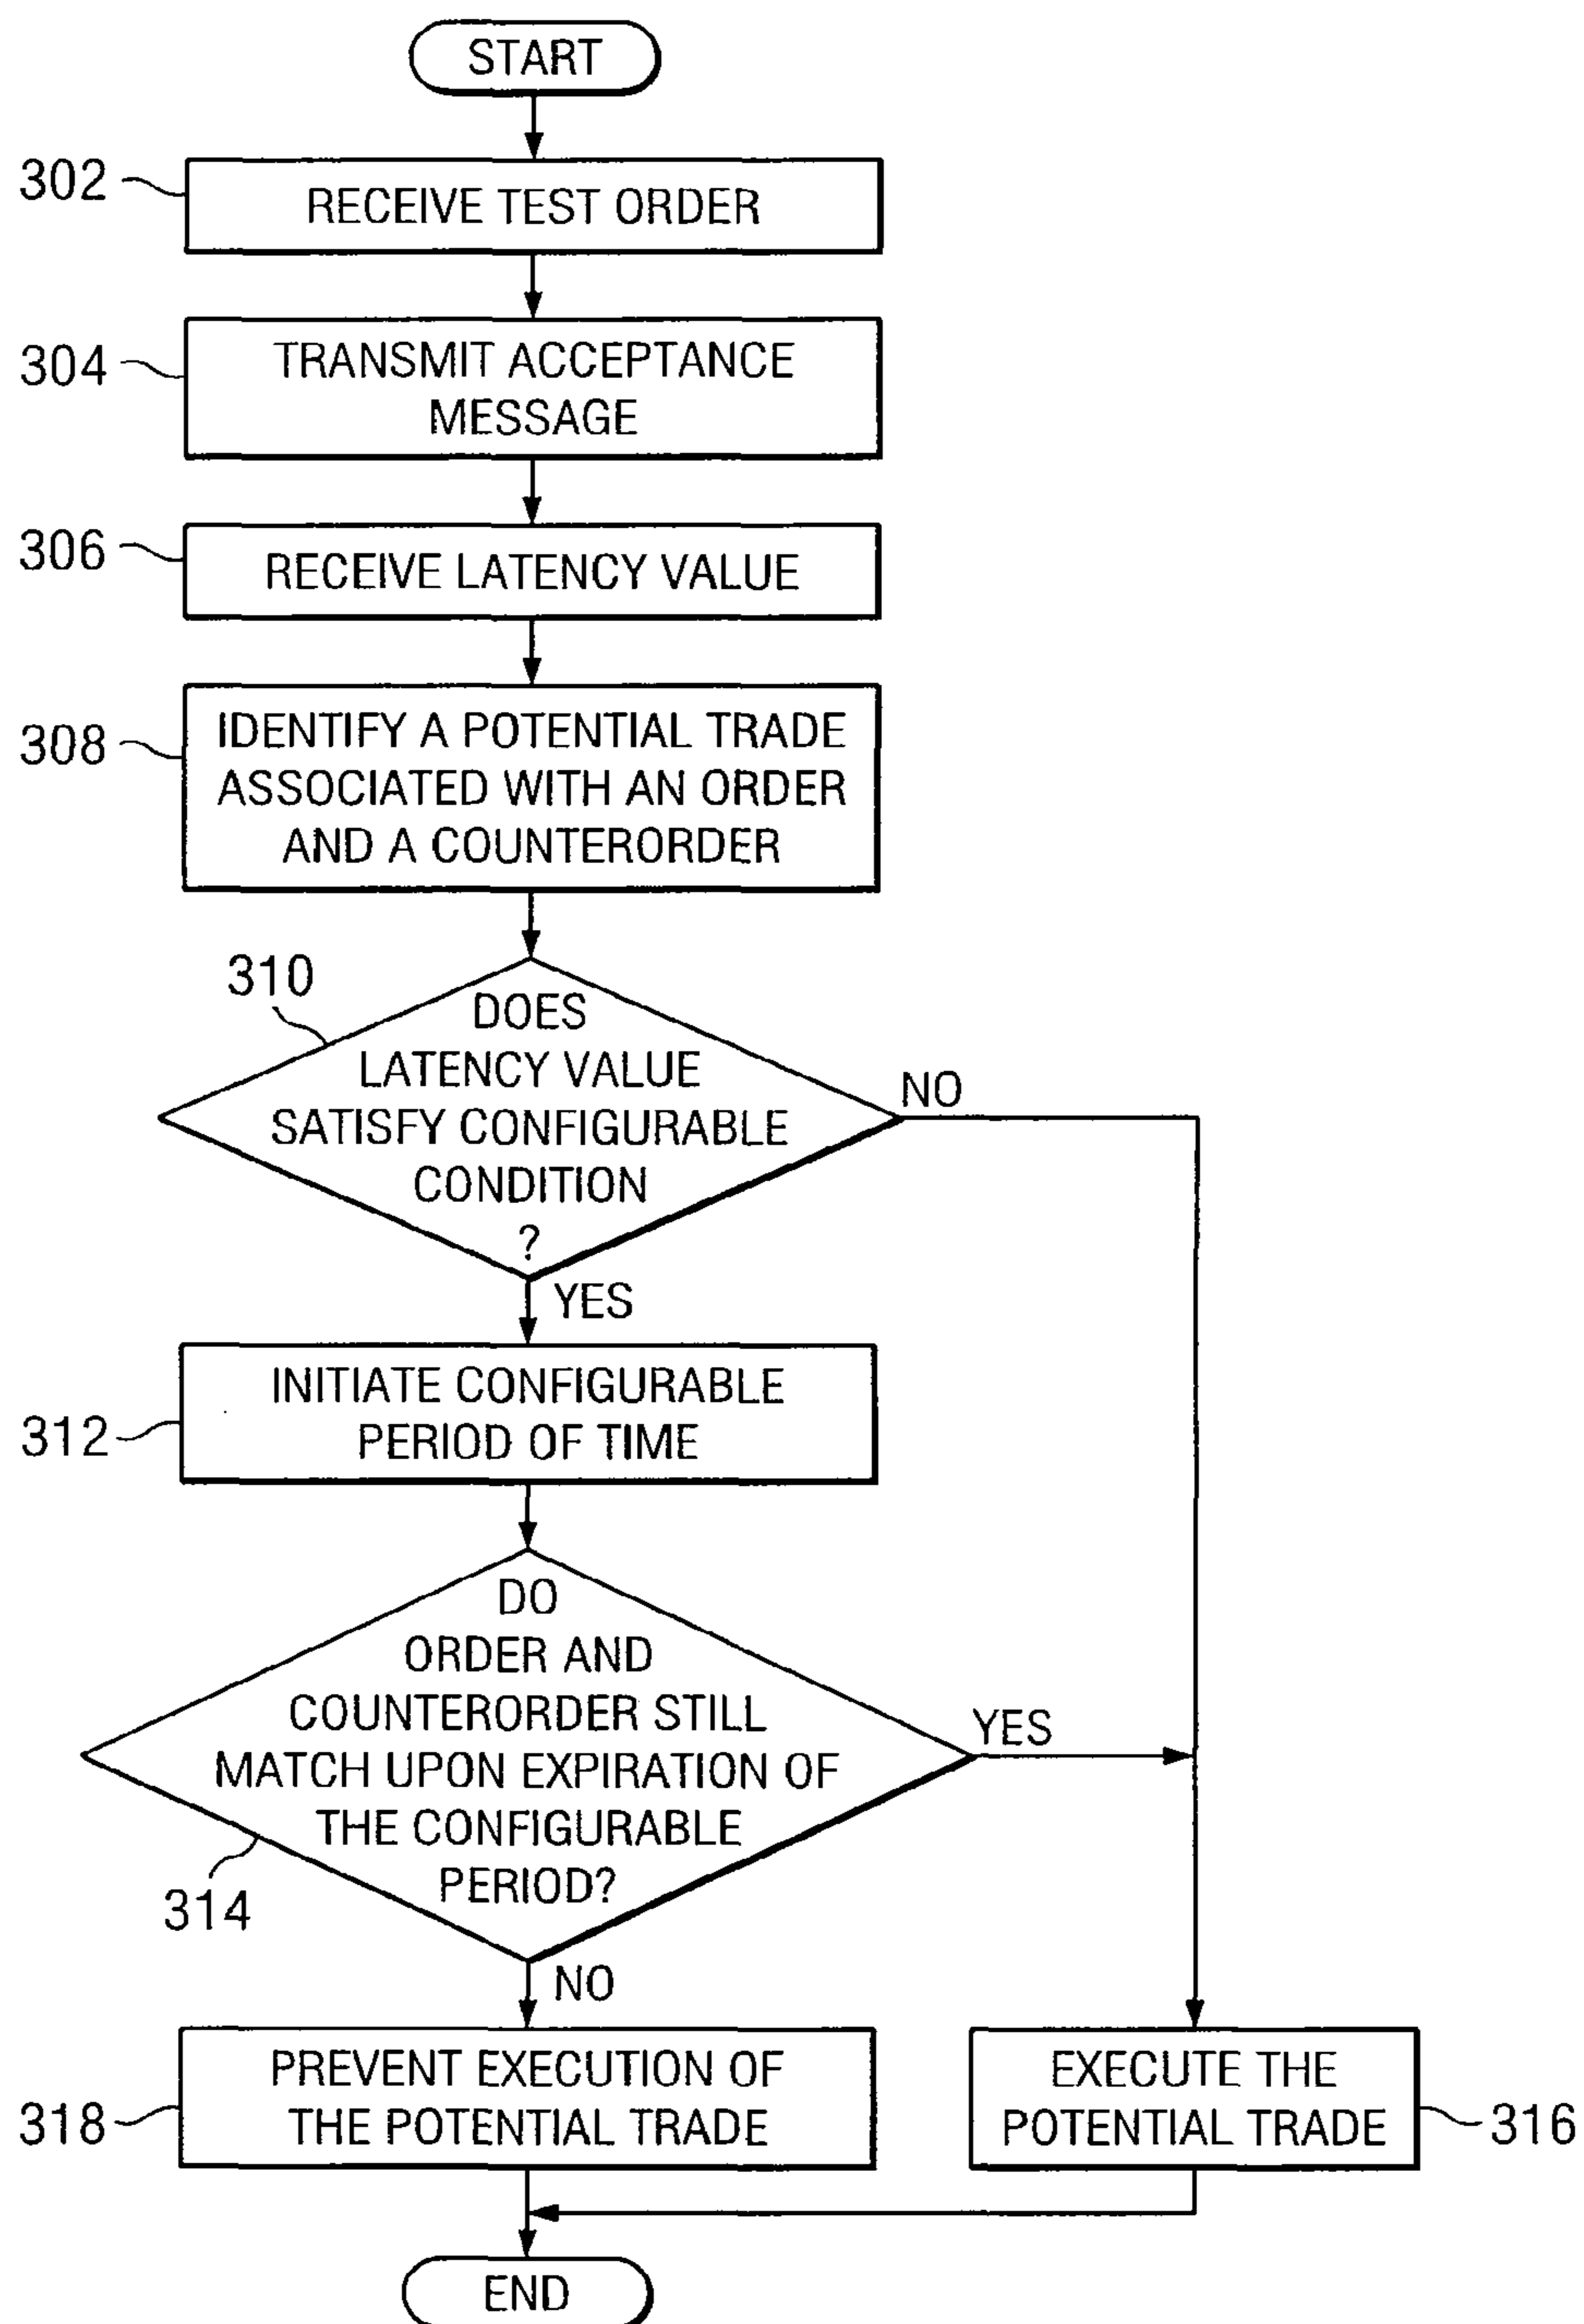 START
302
RECEIVE TEST ORDER
304
TRANSMIT ACCEPTANCE
MESSAGE
306
RECEIVE LATENCY VALUE
308
IDENTIFY A POTENTIAL TRADE
ASSOCIATED WITH AN ORDER
AND A COUNTERORDER
310
DOES
LATENCY VALUE
SATISFY CONFIGURABLE
CONDITION
?
NO
YES
312
INITIATE CONFIGURABLE
PERIOD OF TIME
DO
ORDER AND
COUNTERORDER STILL
MATCH UPON EXPIRATION OF
THE CONFIGURABLE
PERIOD?
314
YES
NO
318
PREVENT EXECUTION OF
THE POTENTIAL TRADE
EXECUTE THE
POTENTIAL TRADE
316
END